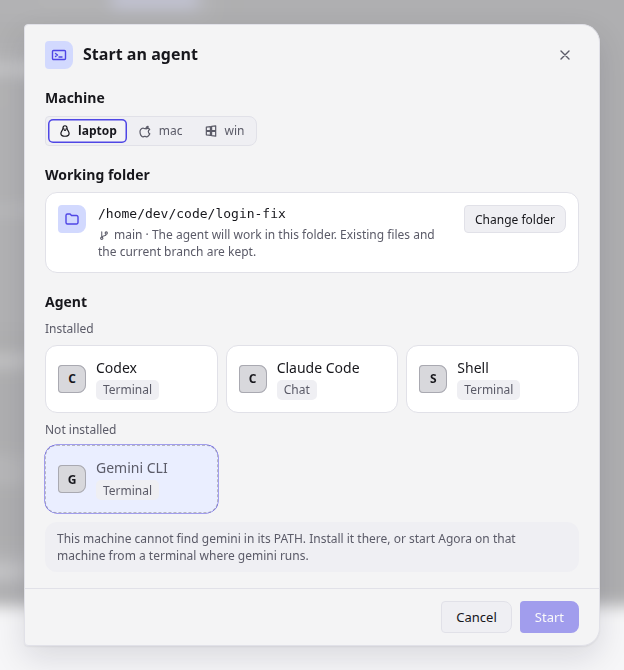 Start an agent
Machine
laptop mac win
Working folder
/home/dev/code/login-fix
Change folder
main · The agent will work in this folder. Existing files and
the current branch are kept.
Agent
Installed
C Codex
Terminal
C Claude Code
Chat
S Shell
Terminal
Not installed
G Gemini CLI
Terminal
This machine cannot find gemini in its PATH. Install it there, or start Agora on that
machine from a terminal where gemini runs.
Cancel Start